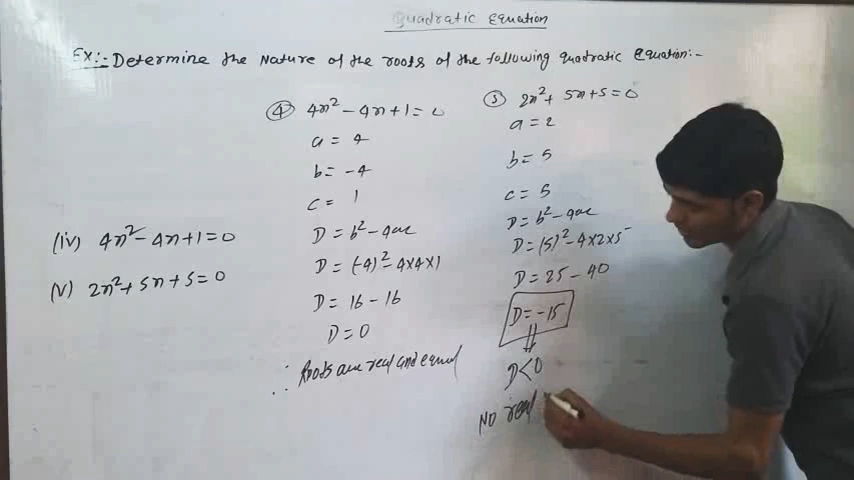 Quadratic Equation
Ex:- Determine the Nature of the roots of the following quadratic Equation:-
(iv) 4x² - 4x + 1 = 0
(v) 2x² + 5x + 5 = 0
④ 4x² - 4x + 1 = 0
a = 4
b = -4
c = 1
D = b² - 4ac
D = (-4)² - 4×4×1
D = 16 - 16
D = 0
∴ Roots are real and equal
⑤ 2x² + 5x + 5 = 0
a = 2
b = 5
c = 5
D = b² - 4ac
D = (5)² - 4×2×5
D = 25 - 40
D = -15
D < 0
No real